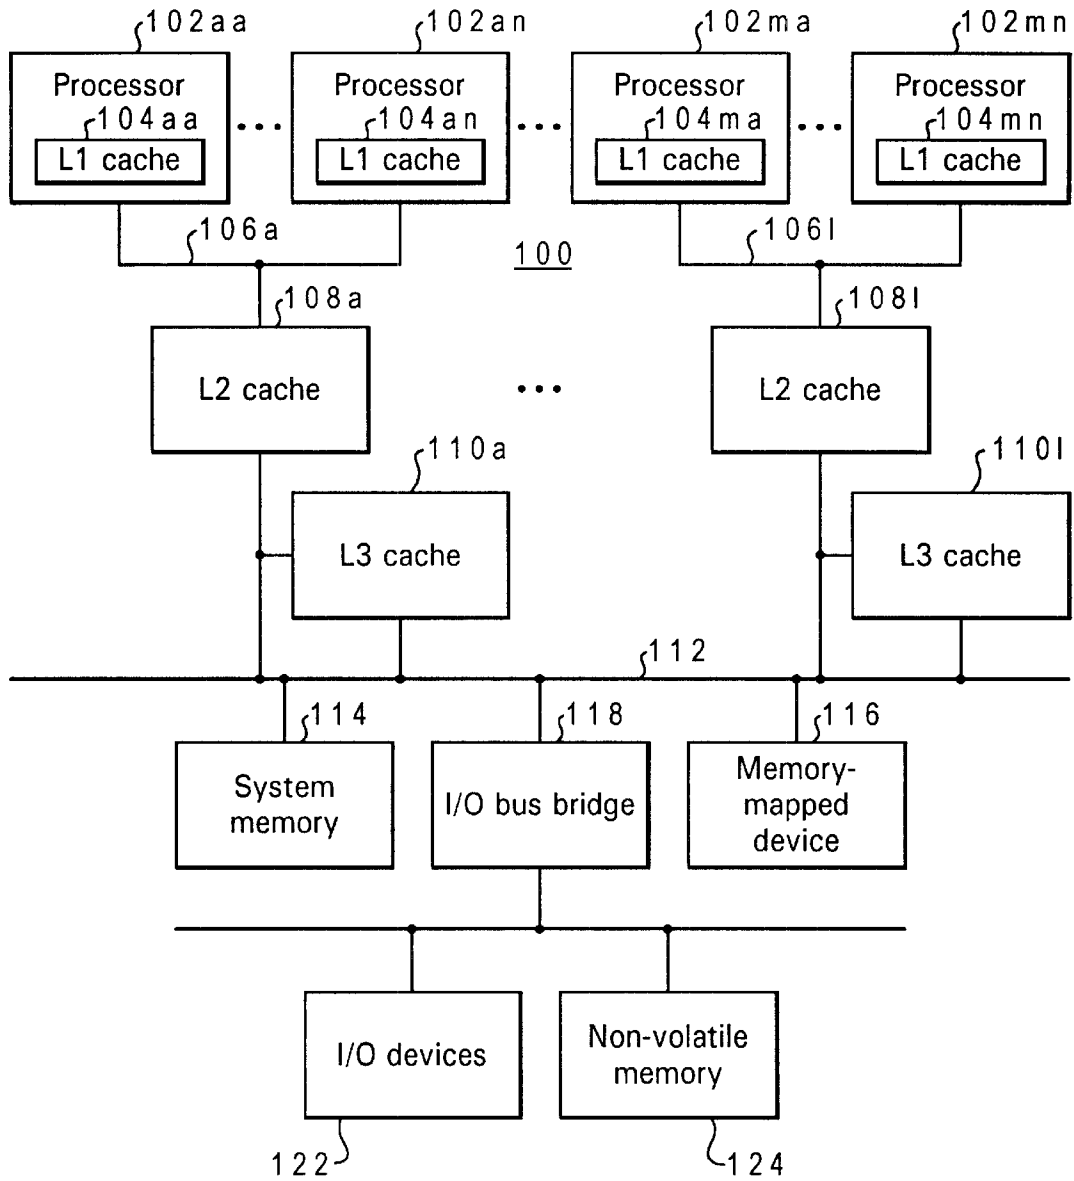 102aa
102an
102ma
102mn
Processor
Processor
Processor
Processor
104aa
104an
104ma
104mn
L1 cache
L1 cache
L1 cache
L1 cache
106a
100
106l
108a
108l
L2 cache
L2 cache
110a
110l
L3 cache
L3 cache
112
114
118
116
System
memory
I/O bus bridge
Memory-
mapped
device
I/O devices
Non-volatile
memory
122
124